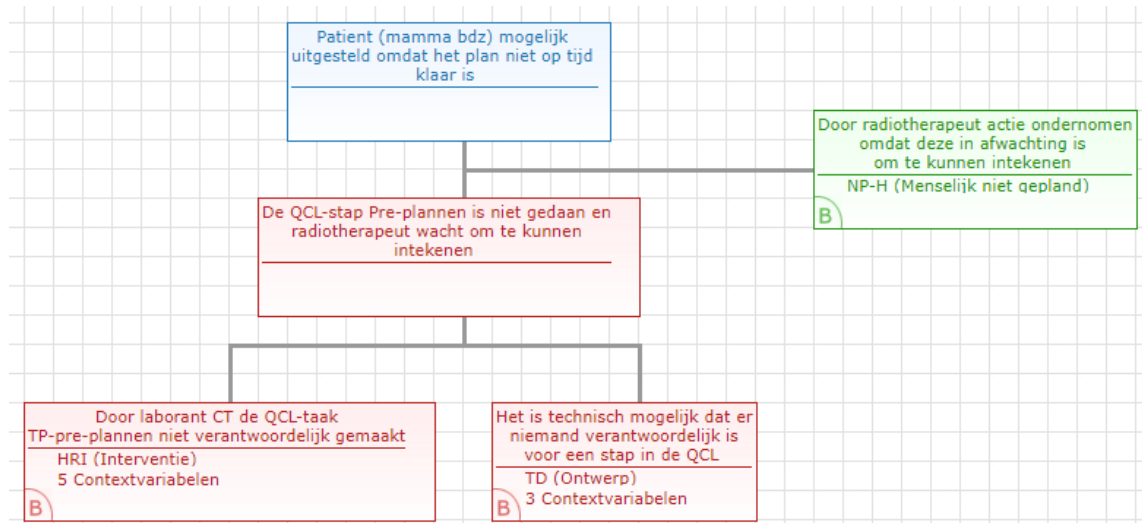 Patient (mamma bdz) mogelijk
uitgesteld omdat het plan niet op tijd
klaar is
Door radiotherapeut actie ondernomen
omdat deze in afwachting is
om te kunnen intekenen
NP-H (Menselijk niet gepland)
B
De QCL-stap Pre-plannen is niet gedaan en
radiotherapeut wacht om te kunnen
intekenen
Door laborant CT de QCL-taak
TP-pre-plannen niet verantwoordelijk gemaakt
HRI (Interventie)
5 Contextvariabelen
B
Het is technisch mogelijk dat er
niemand verantwoordelijk is
voor een stap in de QCL
TD (Ontwerp)
3 Contextvariabelen
B